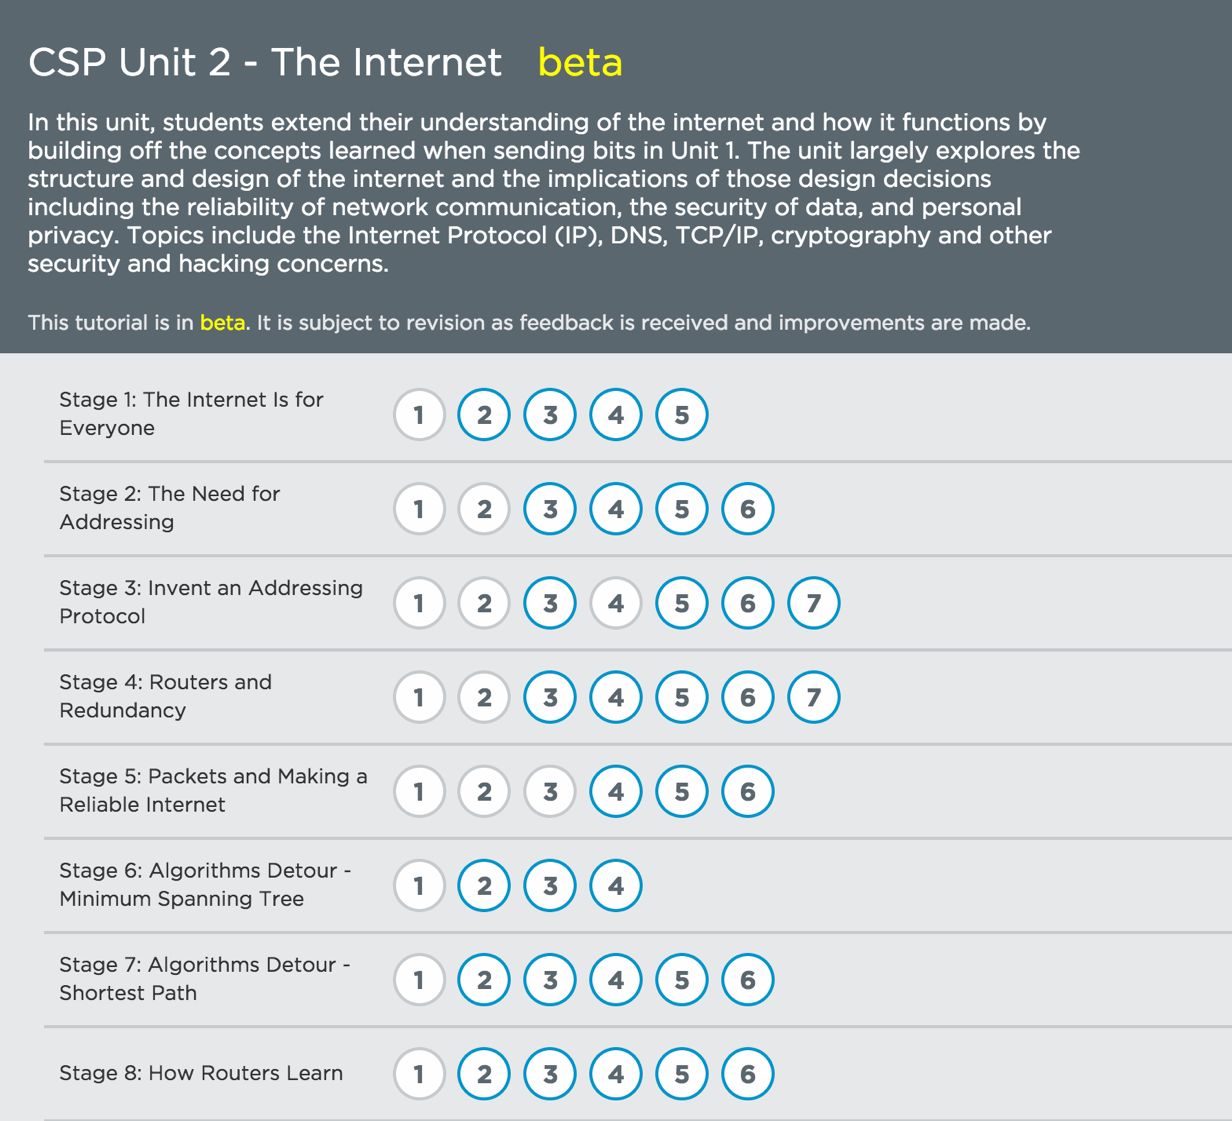 CSP Unit 2 - The Internet beta
In this unit, students extend their understanding of the internet and how it functions by
building off the concepts learned when sending bits in Unit 1. The unit largely explores the
structure and design of the internet and the implications of those design decisions
including the reliability of network communication, the security of data, and personal
privacy. Topics include the Internet Protocol (IP), DNS, TCP/IP, cryptography and other
security and hacking concerns.
This tutorial is in beta. It is subject to revision as feedback is received and improvements are made.
Stage 1: The Internet Is for
Everyone
1 2 3 4 5
Stage 2: The Need for
Addressing
1 2 3 4 5 6
Stage 3: Invent an Addressing
Protocol
1 2 3 4 5 6 7
Stage 4: Routers and
Redundancy
1 2 3 4 5 6 7
Stage 5: Packets and Making a
Reliable Internet
1 2 3 4 5 6
Stage 6: Algorithms Detour -
Minimum Spanning Tree
1 2 3 4
Stage 7: Algorithms Detour -
Shortest Path
1 2 3 4 5 6
Stage 8: How Routers Learn
1 2 3 4 5 6